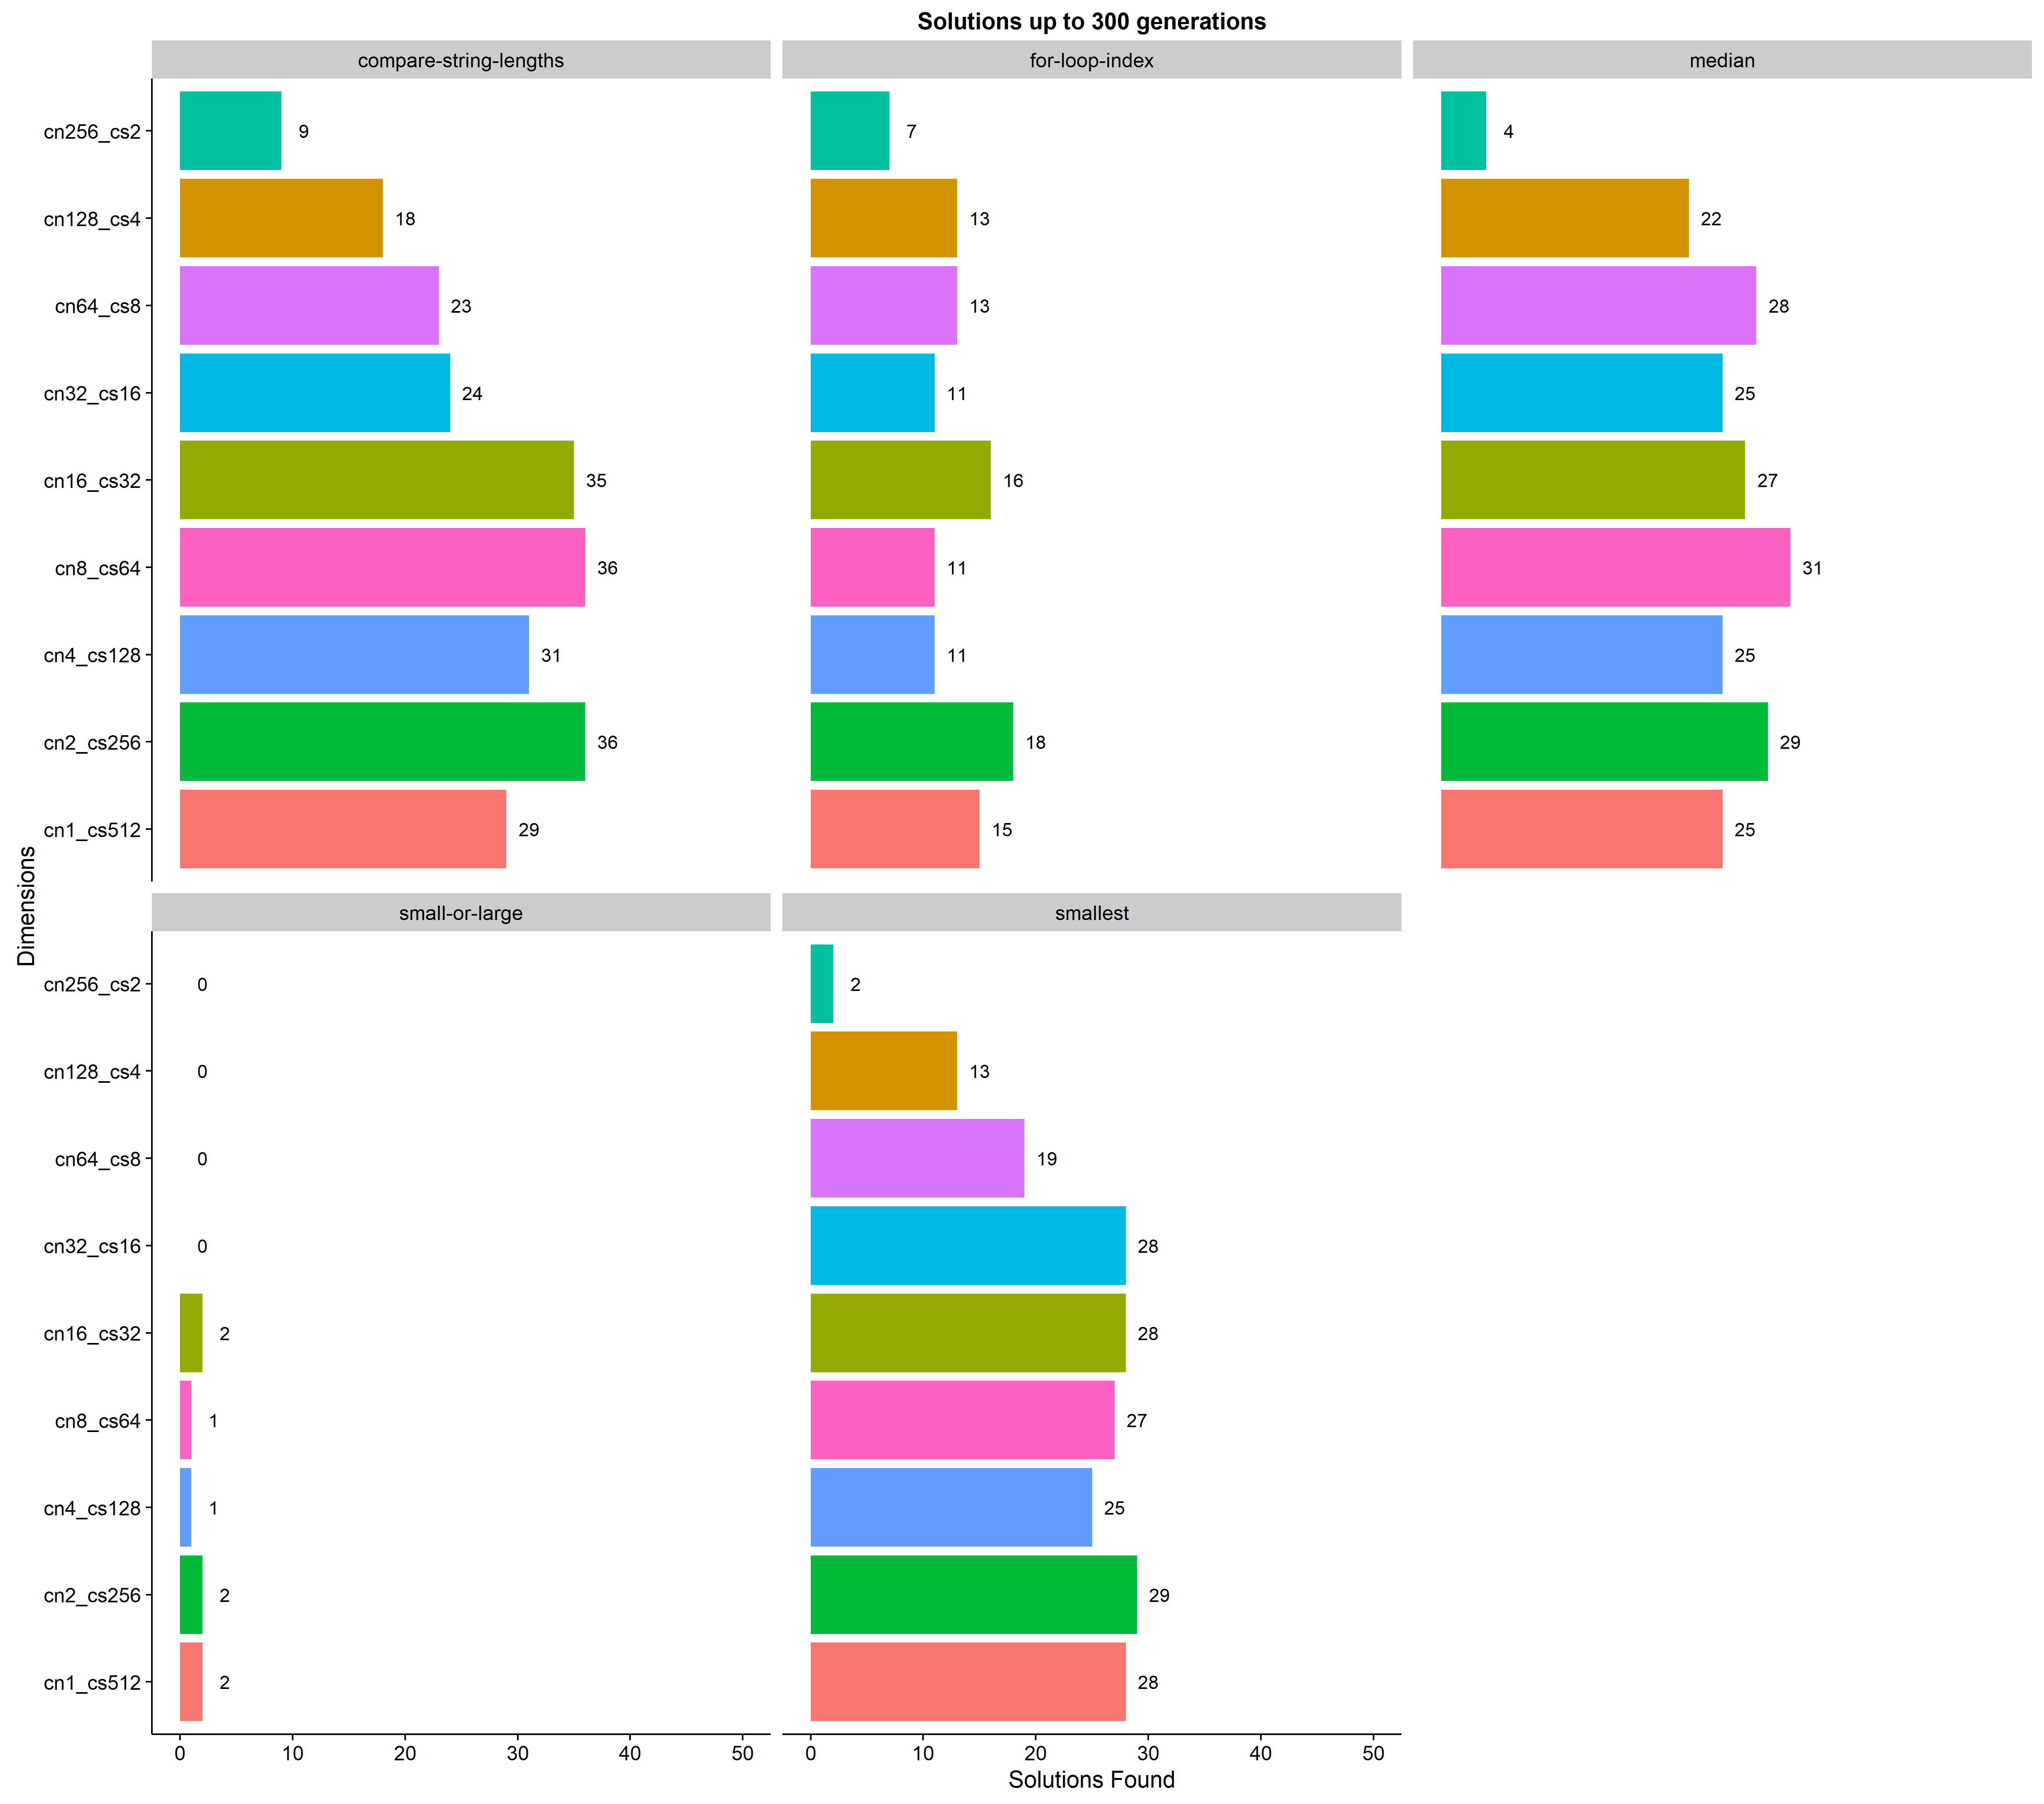 Solutions up to 300 generations
compare-string-lengths
for-loop-index
median
cn256_cs2 9 7 4
cn128_cs4 18 13 22
cn64_cs8 23 13 28
cn32_cs16 24 11 25
cn16_cs32 35 16 27
cn8_cs64 36 11 31
cn4_cs128 31 11 25
cn2_cs256 36 18 29
cn1_cs512 29 15 25
Dimensions
small-or-large
smallest
cn256_cs2 0 2
cn128_cs4 0 13
cn64_cs8 0 19
cn32_cs16 0 28
cn16_cs32 2 28
cn8_cs64 1 27
cn4_cs128 1 25
cn2_cs256 2 29
cn1_cs512 2 28
0 10 20 30 40 50 0 10 20 30 40 50
Solutions Found